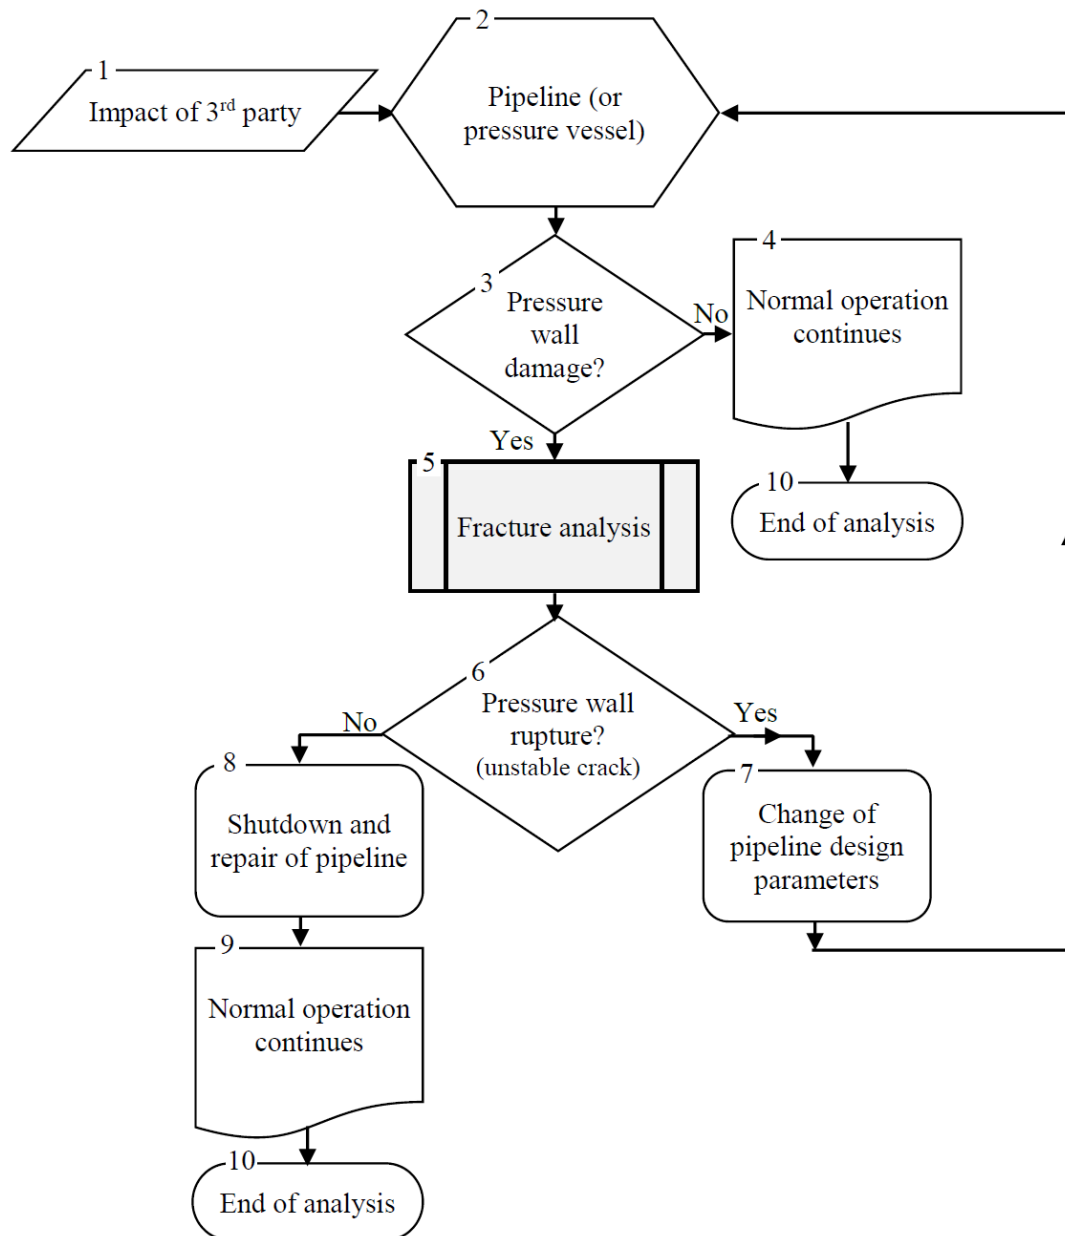 1
Impact of 3rd party
2
Pipeline (or
pressure vessel)
3
Pressure
wall
damage?
No
4
Normal operation
continues
Yes
10
End of analysis
5
Fracture analysis
6
Pressure wall
rupture?
(unstable crack)
No
Yes
8
Shutdown and
repair of pipeline
7
Change of
pipeline design
parameters
9
Normal operation
continues
10
End of analysis